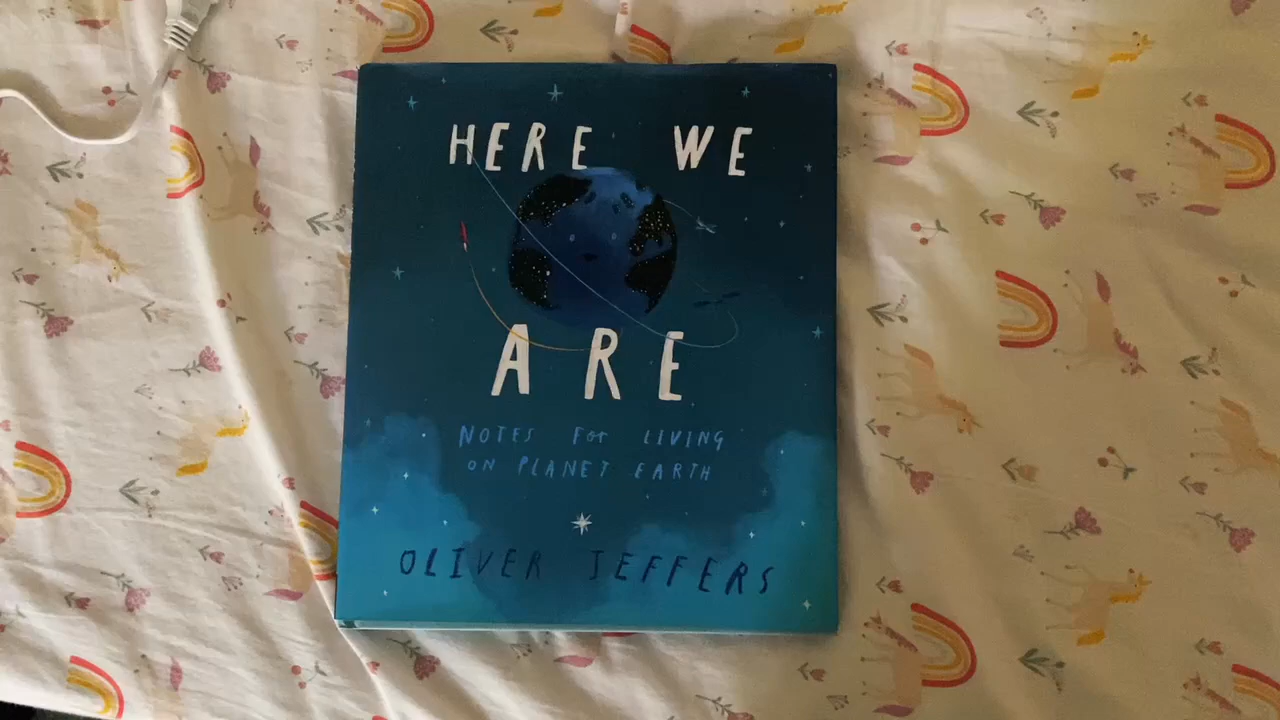 HERE WE
ARE
NOTES FOR LIVING
ON PLANET EARTH
OLIVER JEFFERS